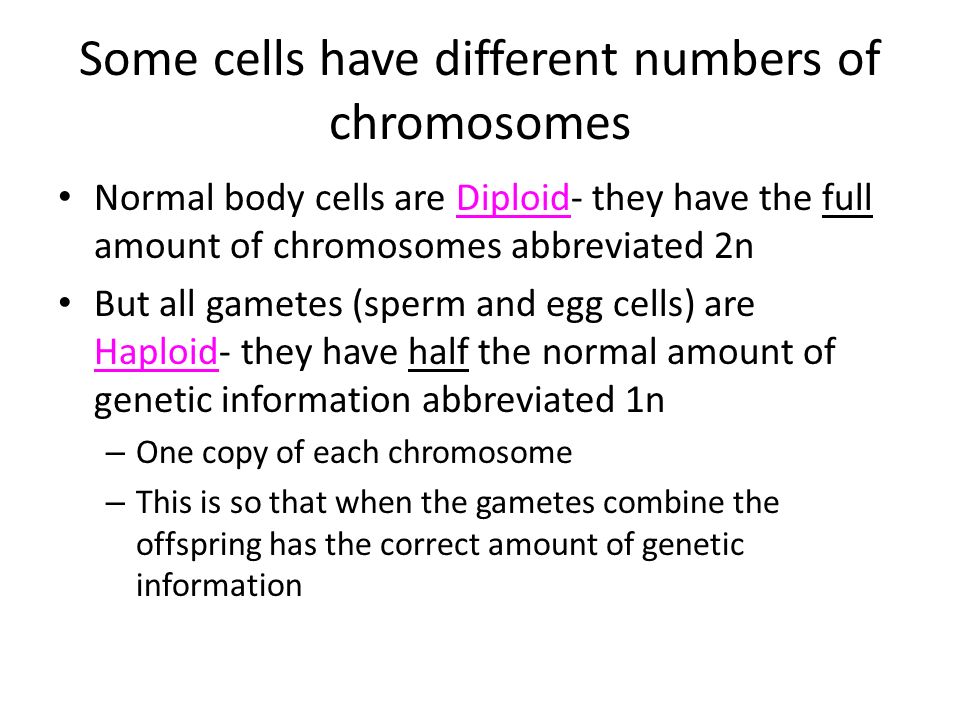 Some cells have different numbers of
chromosomes
• Normal body cells are Diploid- they have the full
amount of chromosomes abbreviated 2n
• But all gametes (sperm and egg cells) are
Haploid- they have half the normal amount of
genetic information abbreviated 1n
– One copy of each chromosome
– This is so that when the gametes combine the
offspring has the correct amount of genetic
information